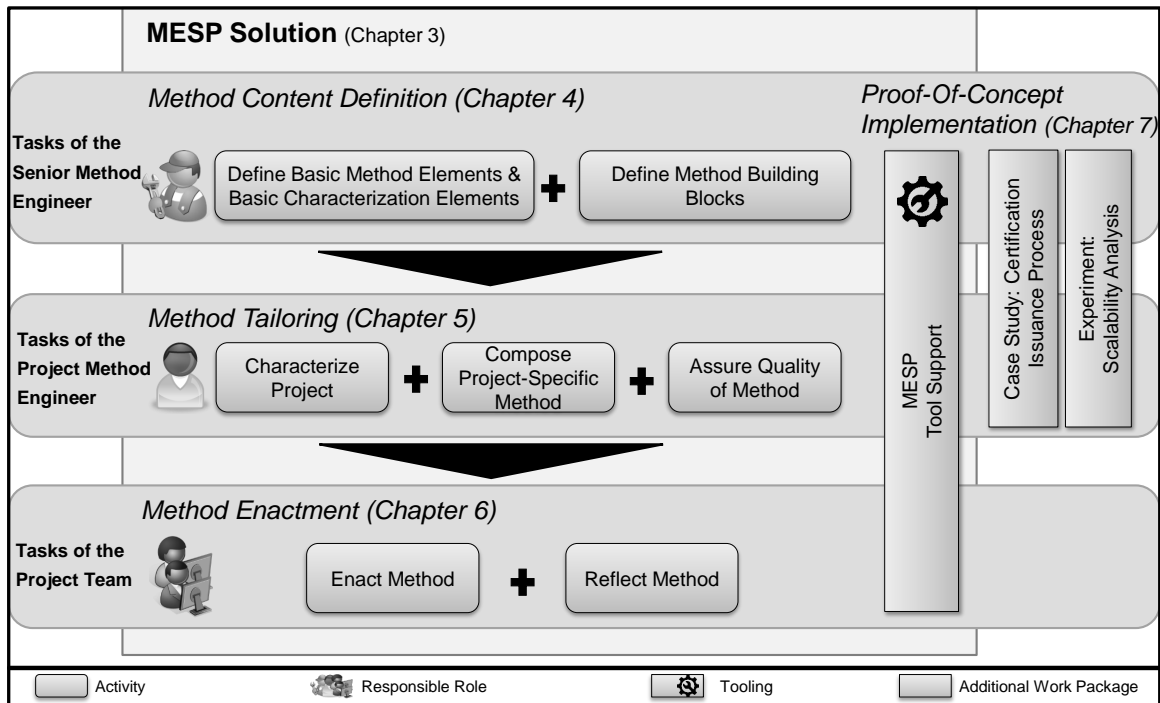 MESP Solution (Chapter 3)
Method Content Definition (Chapter 4)
Proof-Of-Concept
Implementation (Chapter 7)
Tasks of the
Senior Method
Engineer
Define Basic Method Elements &
Basic Characterization Elements
Define Method Building
Blocks
Method Tailoring (Chapter 5)
Tasks of the
Project Method
Engineer
Characterize
Project
Compose
Project-Specific
Method
Assure Quality
of Method
Method Enactment (Chapter 6)
Tasks of the
Project Team
Enact Method
Reflect Method
MESP
Tool Support
Case Study: Certification
Issuance Process
Experiment:
Scalability Analysis
Activity
Responsible Role
Tooling
Additional Work Package